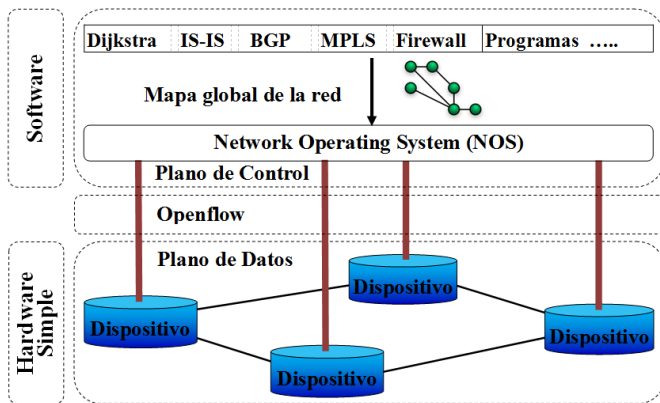 Software
Dijkstra IS-IS BGP MPLS Firewall Programas …..
Mapa global de la red
Network Operating System (NOS)
Plano de Control
Openflow
Hardware
Simple
Plano de Datos
Dispositivo
Dispositivo
Dispositivo
Dispositivo